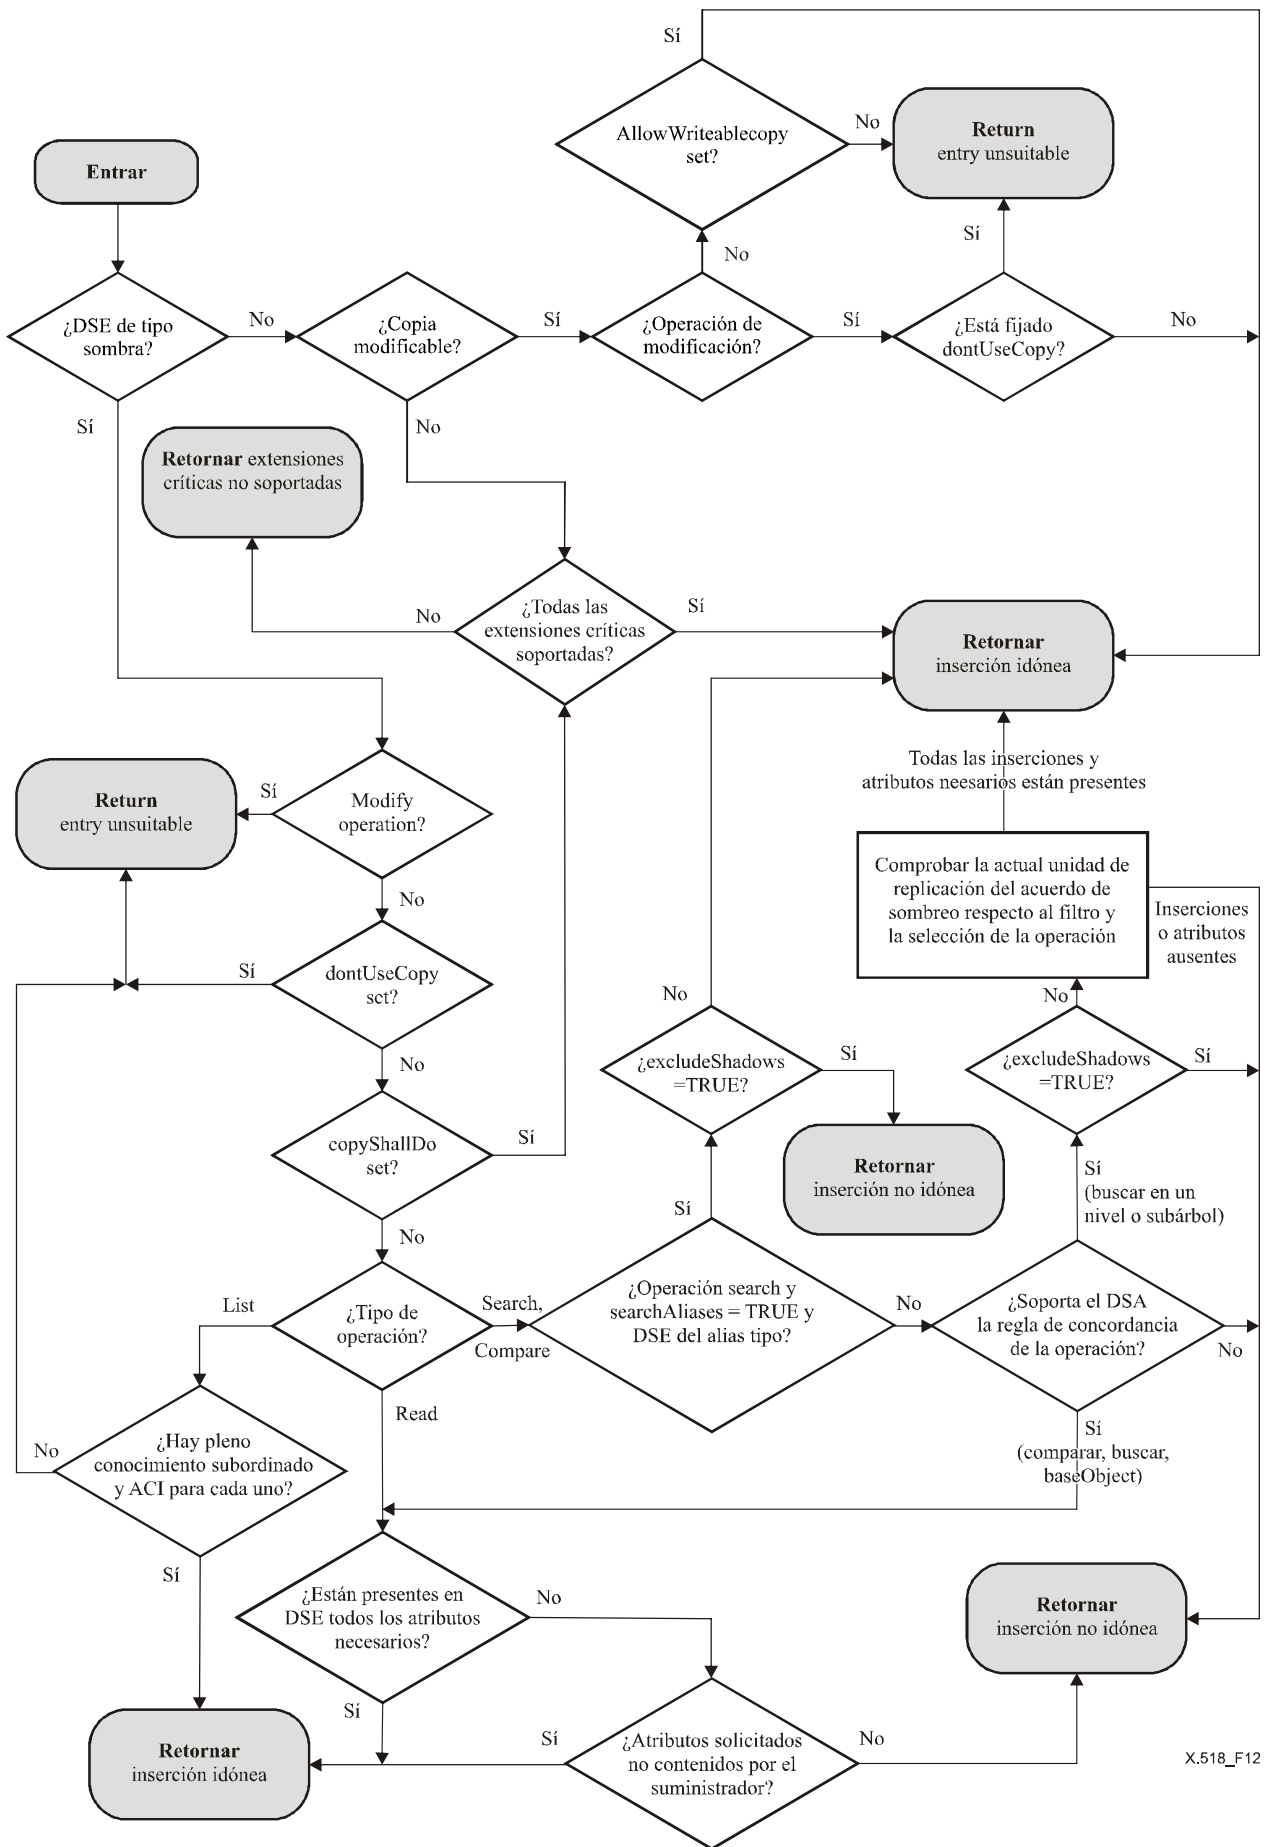 Sí
AllowWriteablecopy
set?
No
Return
entry unsuitable
Entrar
Sí
No
¿DSE de tipo
sombra?
No
¿Copia
modificable?
Sí
¿Operación de
modificación?
Sí
¿Está fijado
dontUseCopy?
No
Sí
No
Retornar extensiones
críticas no soportadas
No
¿Todas las
extensiones críticas
soportadas?
Sí
Retornar
inserción idónea
Todas las inserciones y
atributos neesarios están presentes
Return
entry unsuitable
Sí
Modify
operation?
No
Comprobar la actual unidad de
replicación del acuerdo de
sombreo respecto al filtro y
la selección de la operación
Inserciones
o atributos
ausentes
Sí
dontUseCopy
sct?
No
No
No
¿excludeShadows
=TRUE?
Sí
¿excludeShadows
=TRUE?
Sí
copyShallDo
set?
Sí
No
Retornar
inserción no idónea
Sí
Sí
(buscar en un
nivel o subárbol)
List
¿Tipo de
operación?
Search,
Compare
¿Operación search y
searchAliases = TRUE y
DSE del alias tipo?
No
¿Soporta el DSA
la regla de concordancia
de la operación?
No
Read
No
¿Hay pleno
conocimiento subordinado
y ACI para cada uno?
Sí
(comparar, buscar,
baseObject)
Sí
¿Están presentes en
DSE todos los atributos
necesarios?
No
Retornar
inserción no idónea
Sí
Retornar
inserción idónea
Sí
¿Atributos solicitados
no contenidos por el
suministrador?
No
X.518_F12